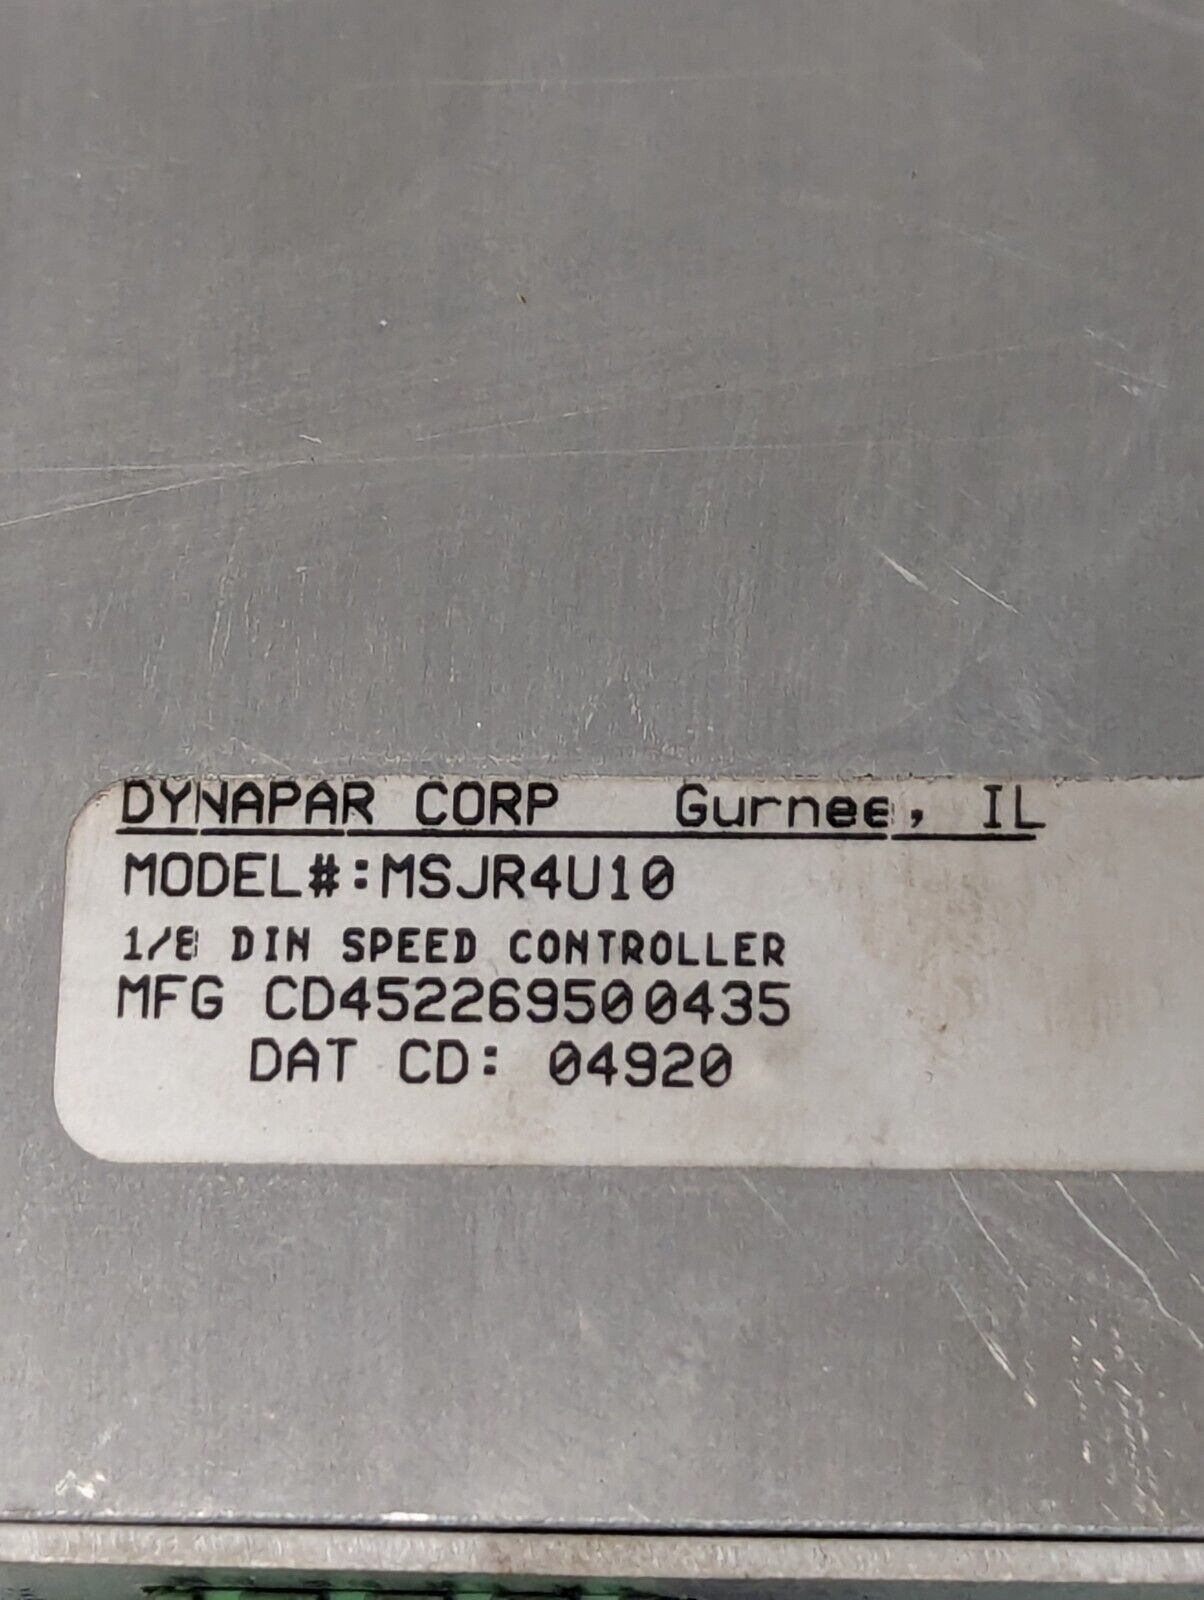 DYNAPAR CORP Gurnee, IL
MODEL#:MSJR4U10
1/8 DIN SPEED CONTROLLER
MFG CD452269500435
DAT CD: 04920